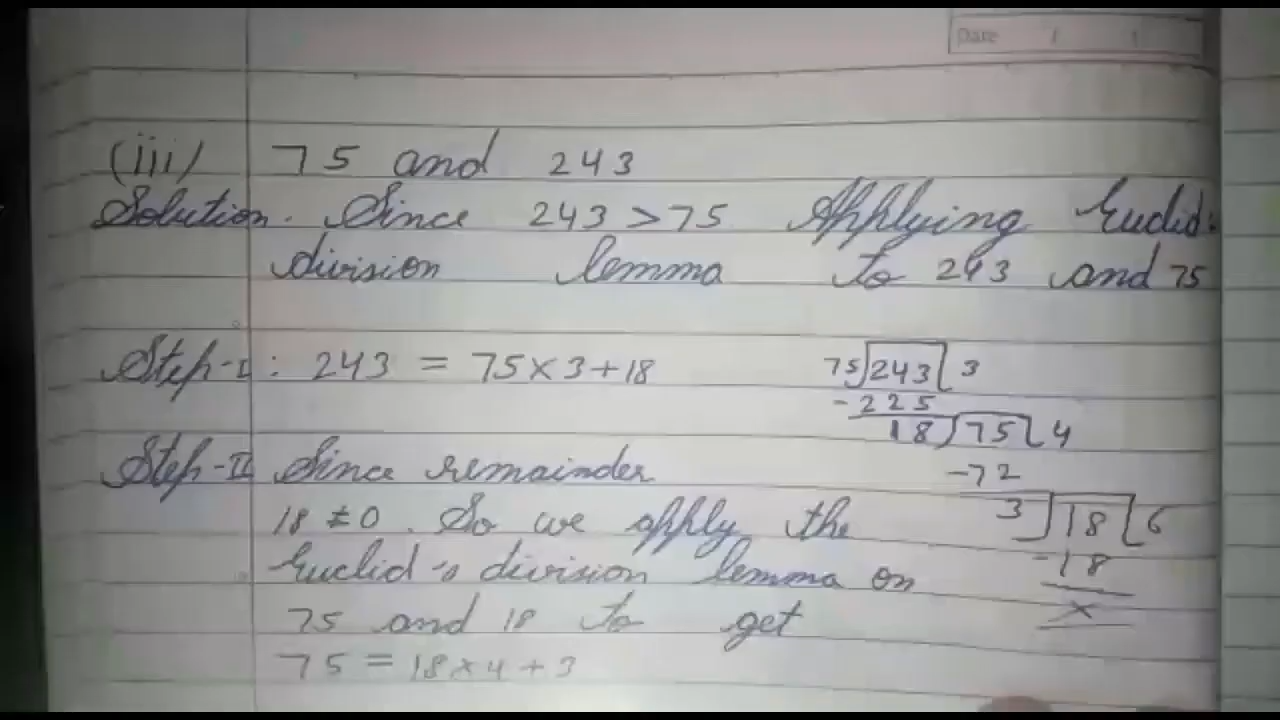 Date / /
(iii) 75 and 243
Solution. Since 243 > 75 Applying Euclid's
division lemma to 243 and 75
Step-I : 243 = 75 × 3 + 18
75)243(3
-225
18)75(4
-72
3)18(6
-18
×
Step-II Since remainder
18 ≠ 0. So we apply the
Euclid's division lemma on
75 and 18 to get
75 = 18 × 4 + 3